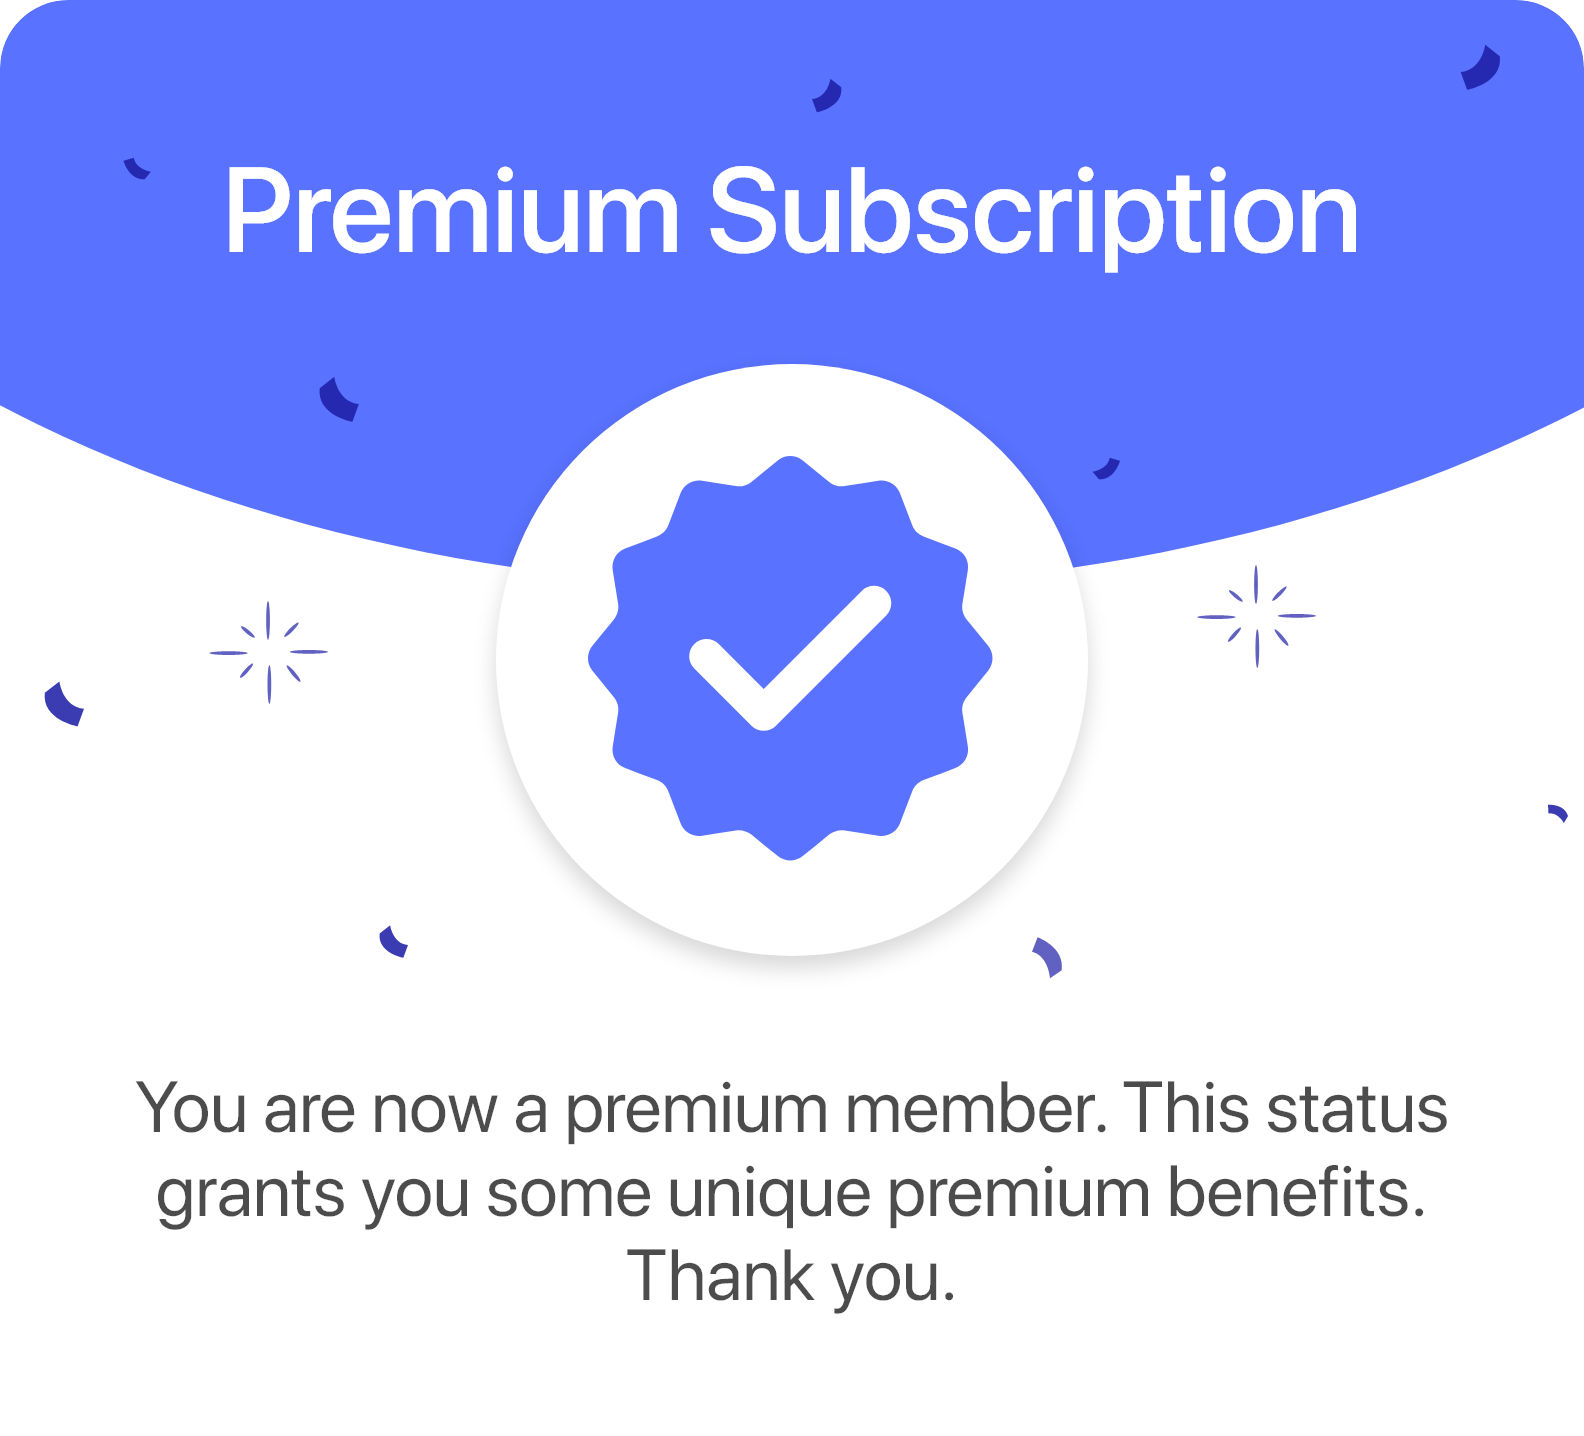 Premium Subscription
You are now a premium member. This status
grants you some unique premium benefits.
Thank you.